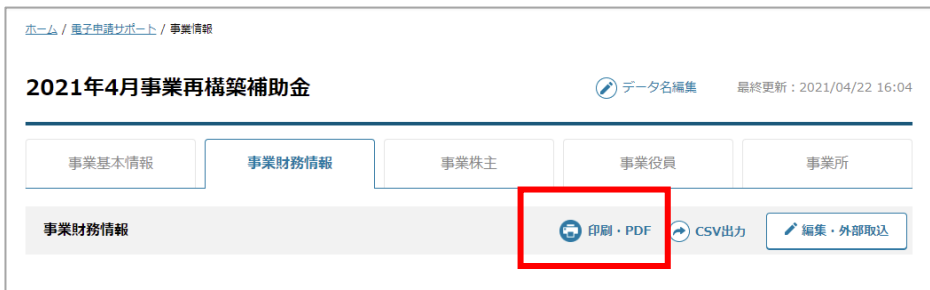 ホーム / 電子申請サポート / 事業情報
2021年4月事業再構築補助金
データ名編集
最終更新：2021/04/22 16:04
事業基本情報
事業財務情報
事業株主
事業役員
事業所
事業財務情報
印刷・PDF
CSV出力
編集・外部取込